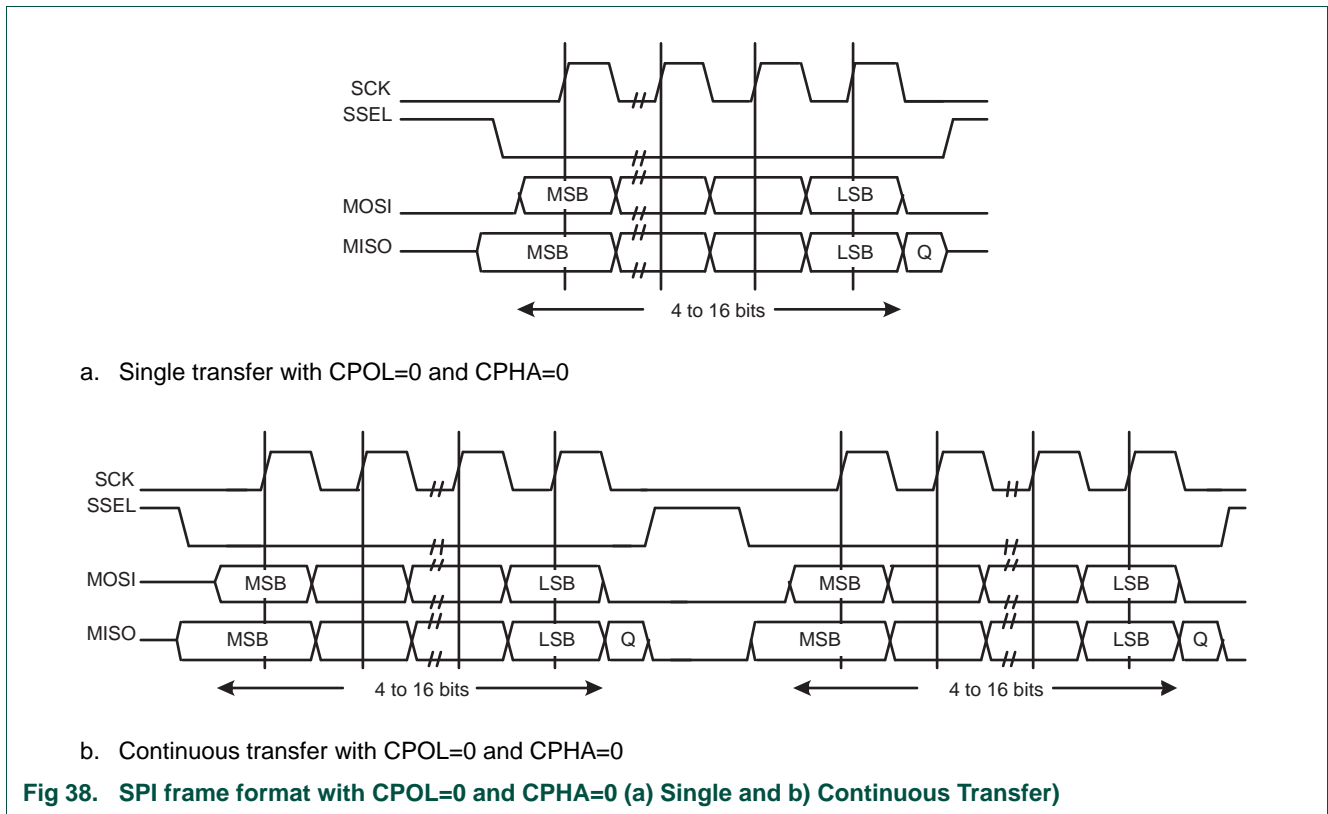 SCK
SSEL
MOSI MSB LSB
MISO MSB LSB Q
4 to 16 bits
a. Single transfer with CPOL=0 and CPHA=0
SCK
SSEL
MOSI MSB LSB MSB LSB
MISO MSB LSB Q MSB LSB Q
4 to 16 bits 4 to 16 bits
b. Continuous transfer with CPOL=0 and CPHA=0
Fig 38. SPI frame format with CPOL=0 and CPHA=0 (a) Single and b) Continuous Transfer)